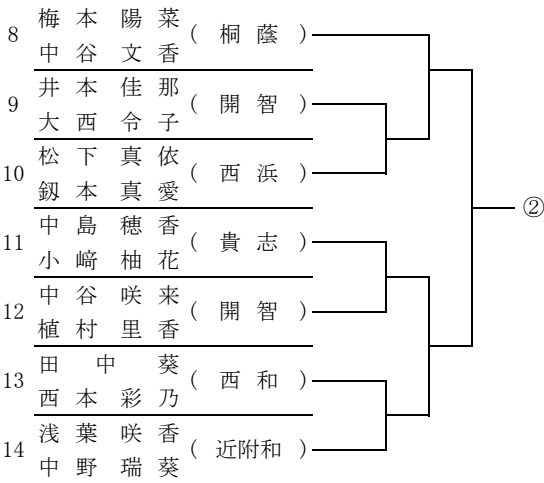 8 梅本陽菜 (桐蔭)
中谷文香
9 井本佳那 (開智)
大西令子
10 松下真依 (西浜)
釼本真愛
11 中島穂香 (貴志)
小﨑柚花
12 中谷咲来 (開智)
植村里香
13 田中葵 (西和)
西本彩乃
14 浅葉咲香 (近附和)
中野瑞葵
②